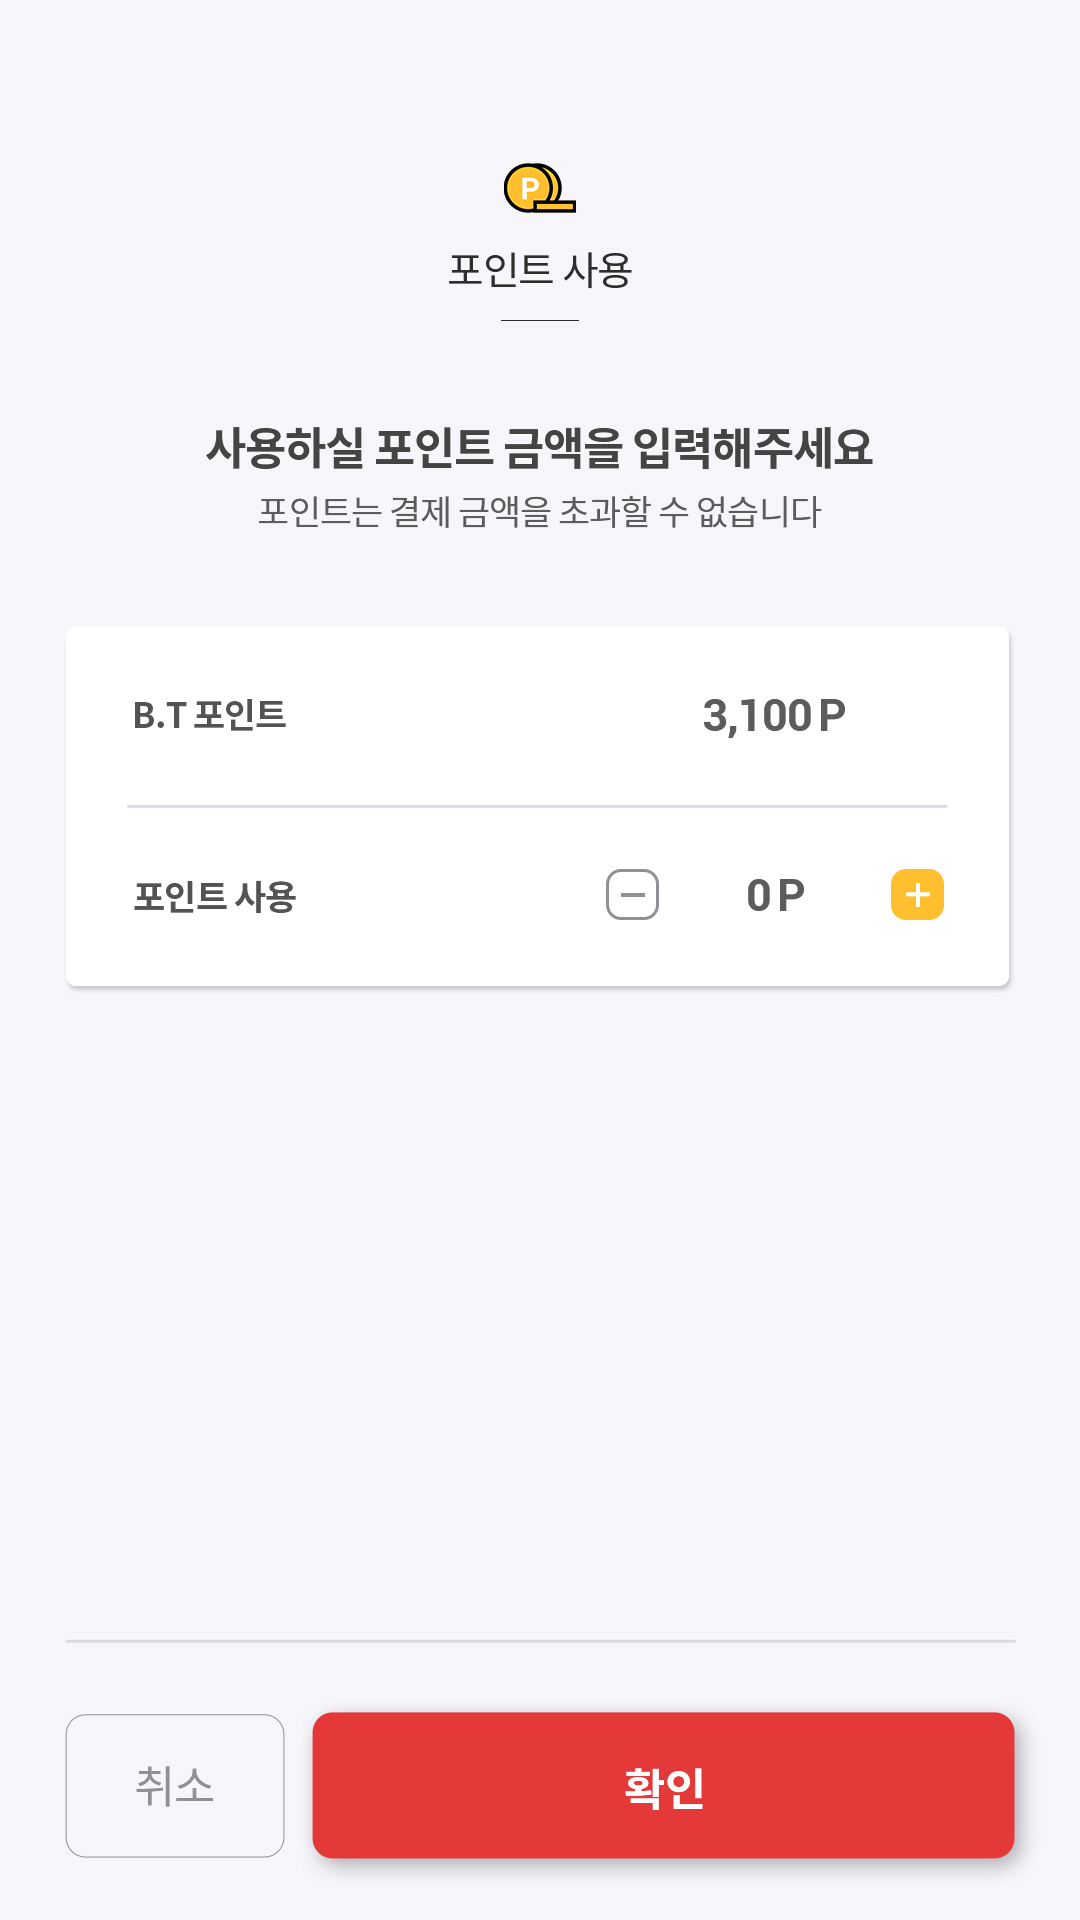 P
포인트 사용
사용하실 포인트 금액을 입력해주세요
포인트는 결제 금액을 초과할 수 없습니다
B.T 포인트 3,100 P
포인트 사용 − 0 P +
취소 확인